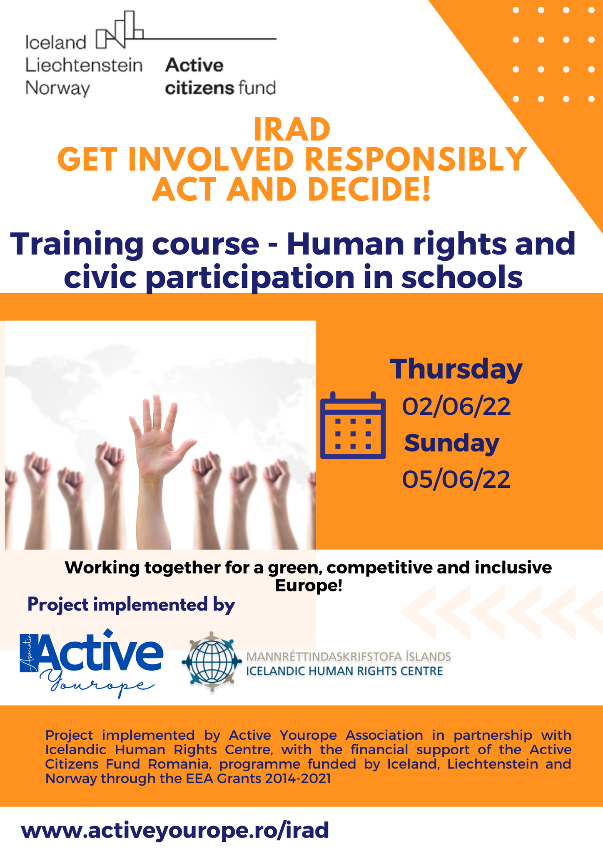 Iceland
Liechtenstein
Norway
Active
citizens fund
IRAD
GET INVOLVED RESPONSIBLY
ACT AND DECIDE!
Training course - Human rights and
civic participation in schools
Thursday
02/06/22
Sunday
05/06/22
Working together for a green, competitive and inclusive
Europe!
Project implemented by
Active
Yourope
MANNRÉTTINDASKRIFSTOFA ÍSLANDS
ICELANDIC HUMAN RIGHTS CENTRE
Project implemented by Active Yourope Association in partnership with
Icelandic Human Rights Centre, with the financial support of the Active
Citizens Fund Romania, programme funded by Iceland, Liechtenstein and
Norway through the EEA Grants 2014-2021
www.activeyourope.ro/irad